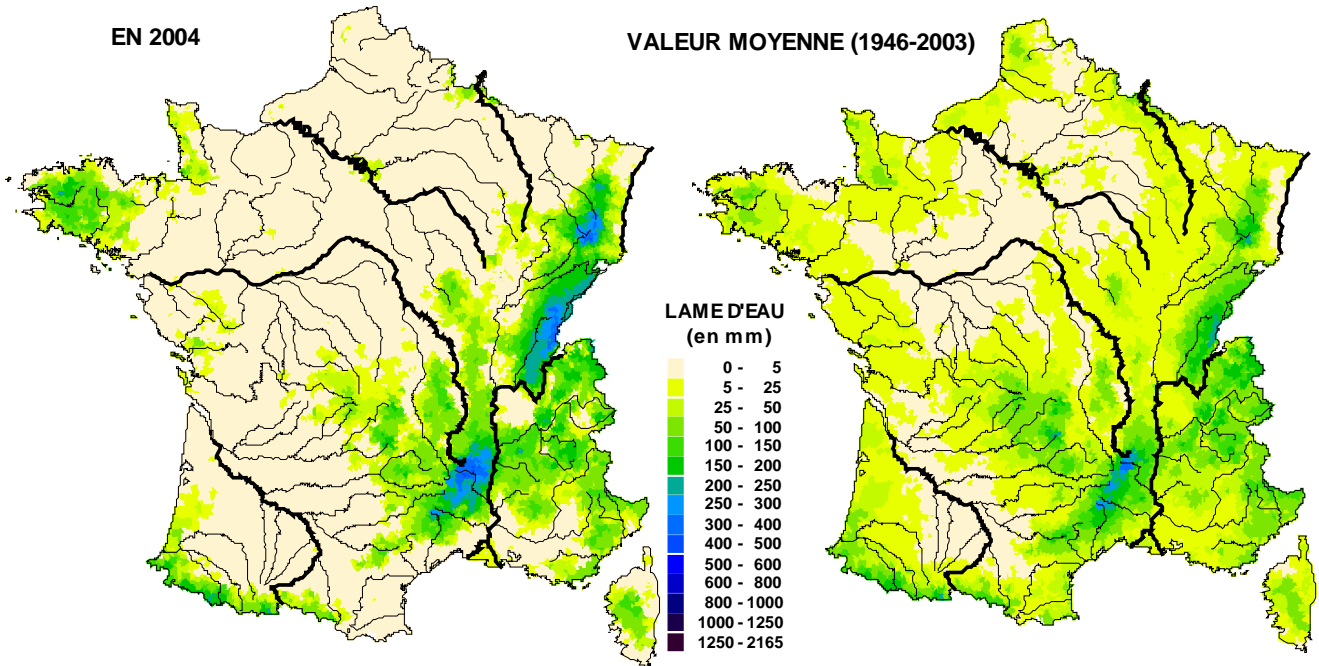 EN 2004
VALEUR MOYENNE (1946-2003)
LAME D'EAU
(en mm)
0 - 5
5 - 25
25 - 50
50 - 100
100 - 150
150 - 200
200 - 250
250 - 300
300 - 400
400 - 500
500 - 600
600 - 800
800 - 1000
1000 - 1250
1250 - 2165